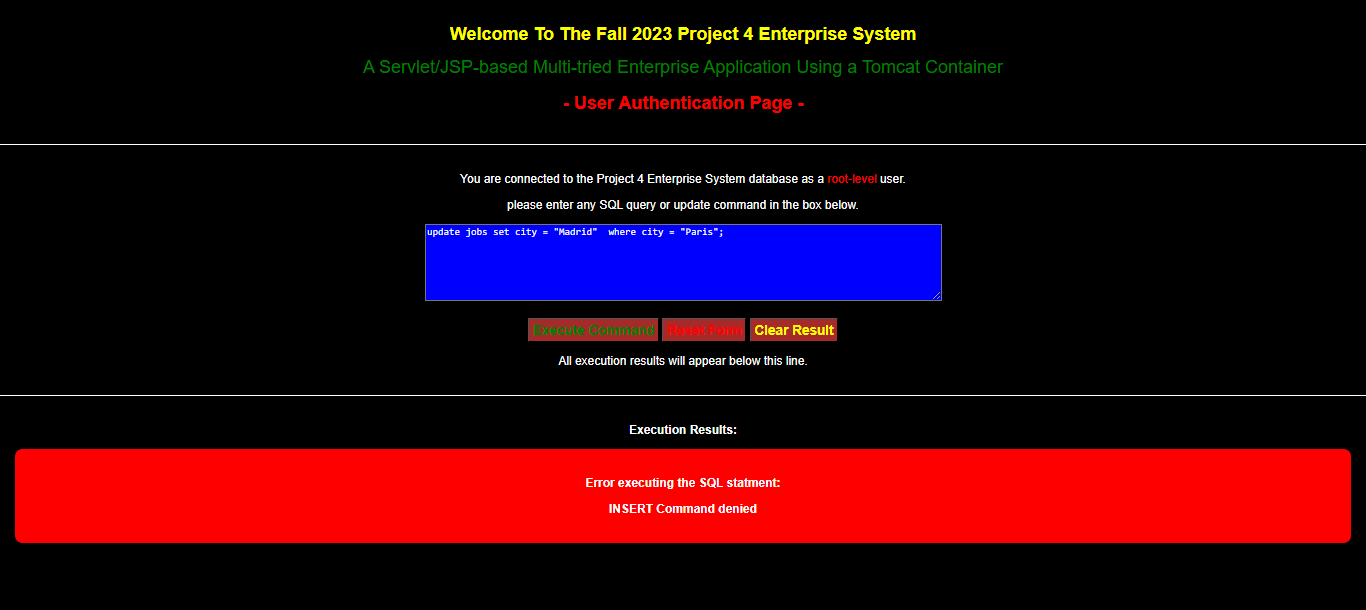 Welcome To The Fall 2023 Project 4 Enterprise System
A Servlet/JSP-based Multi-tried Enterprise Application Using a Tomcat Container
- User Authentication Page -
You are connected to the Project 4 Enterprise System database as a root-level user.
please enter any SQL query or update command in the box below.
update jobs set city = "Madrid"  where city = "Paris";
Execute Command Reset Form Clear Result
All execution results will appear below this line.
Execution Results:
Error executing the SQL statment:
INSERT Command denied